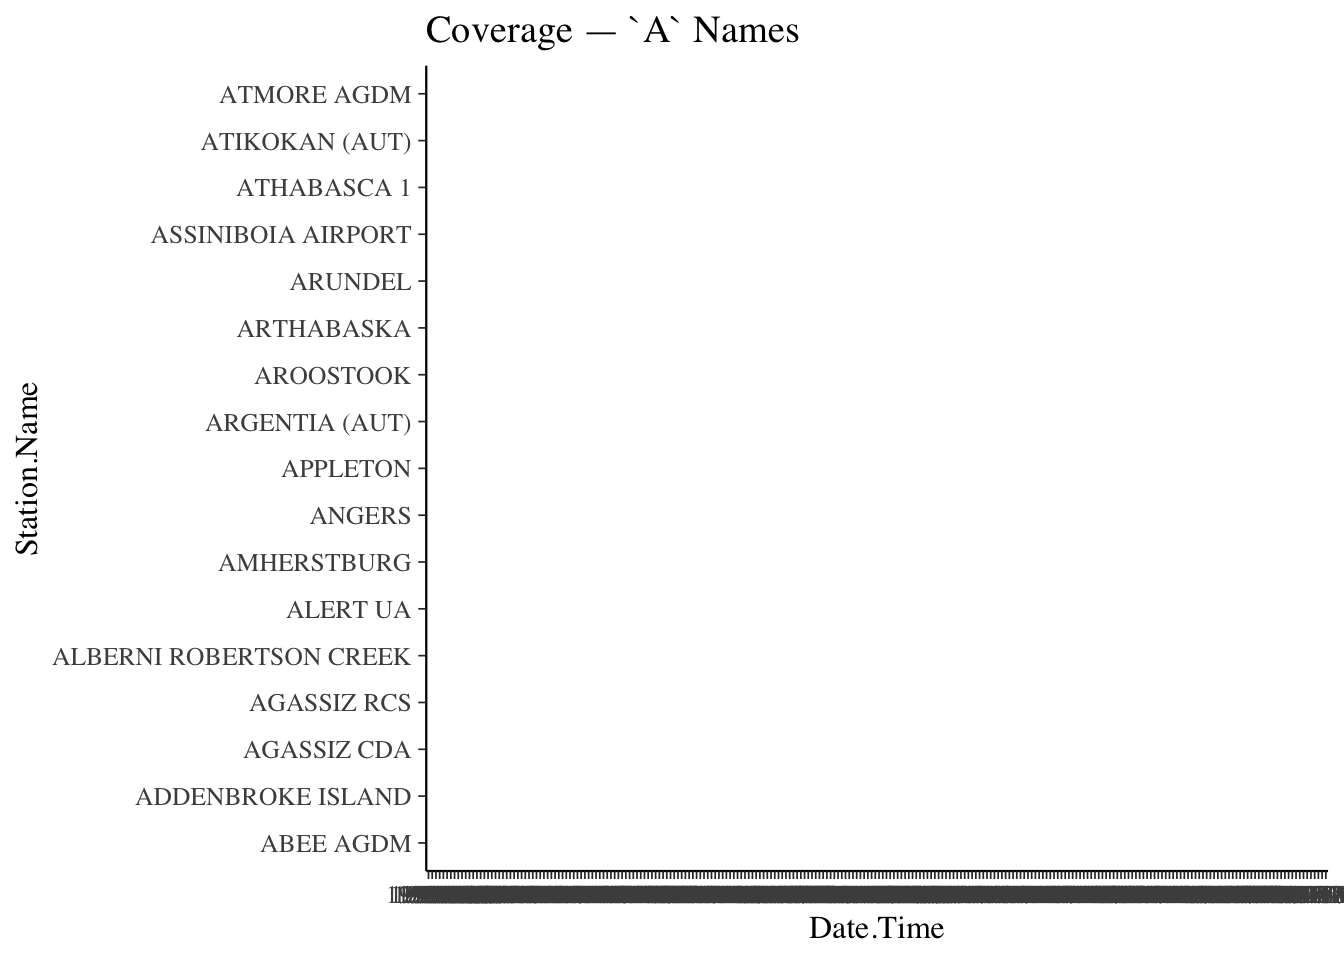 Coverage — `A` Names
ATMORE AGDM
ATIKOKAN (AUT)
ATHABASCA 1
ASSINIBOIA AIRPORT
ARUNDEL
ARTHABASKA
AROOSTOOK
ARGENTIA (AUT)
APPLETON
ANGERS
AMHERSTBURG
ALERT UA
ALBERNI ROBERTSON CREEK
AGASSIZ RCS
AGASSIZ CDA
ADDENBROKE ISLAND
ABEE AGDM
Station.Name
Date.Time